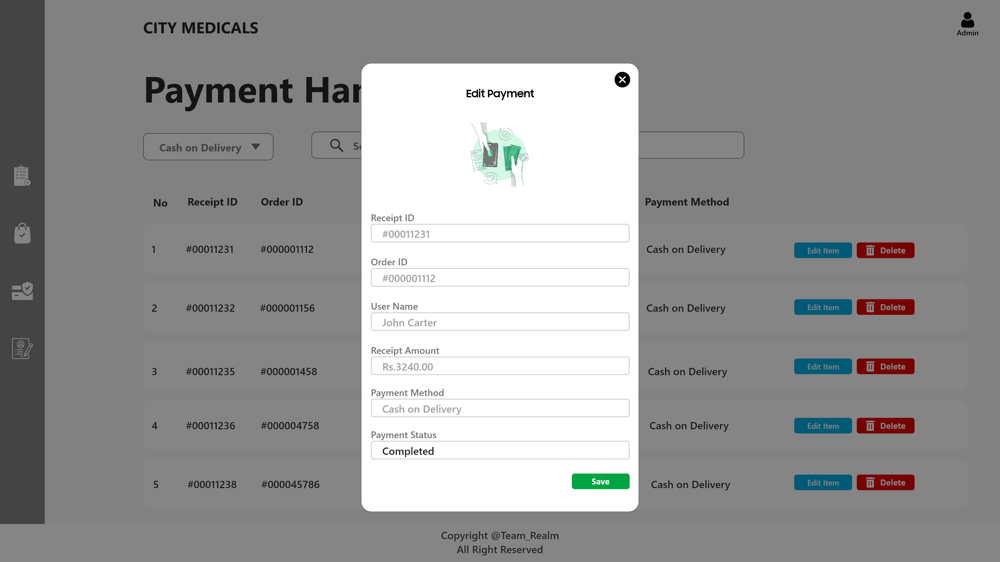 CITY MEDICALS
Admin
Payment
Edit Payment
Cash on Delivery
No Receipt ID Order ID Payment Method
1 #00011231 #000001112 Cash on Delivery Edit Item Delete
2 #00011232 #000001156 Cash on Delivery Edit Item Delete
3 #00011235 #000001458 Cash on Delivery Edit Item Delete
4 #00011236 #000004758 Cash on Delivery Edit Item Delete
5 #00011238 #000045786 Cash on Delivery Edit Item Delete
Receipt ID
#00011231
Order ID
#000001112
User Name
John Carter
Receipt Amount
Rs.3240.00
Payment Method
Cash on Delivery
Payment Status
Completed
Save
Copyright @Team_Realm
All Right Reserved